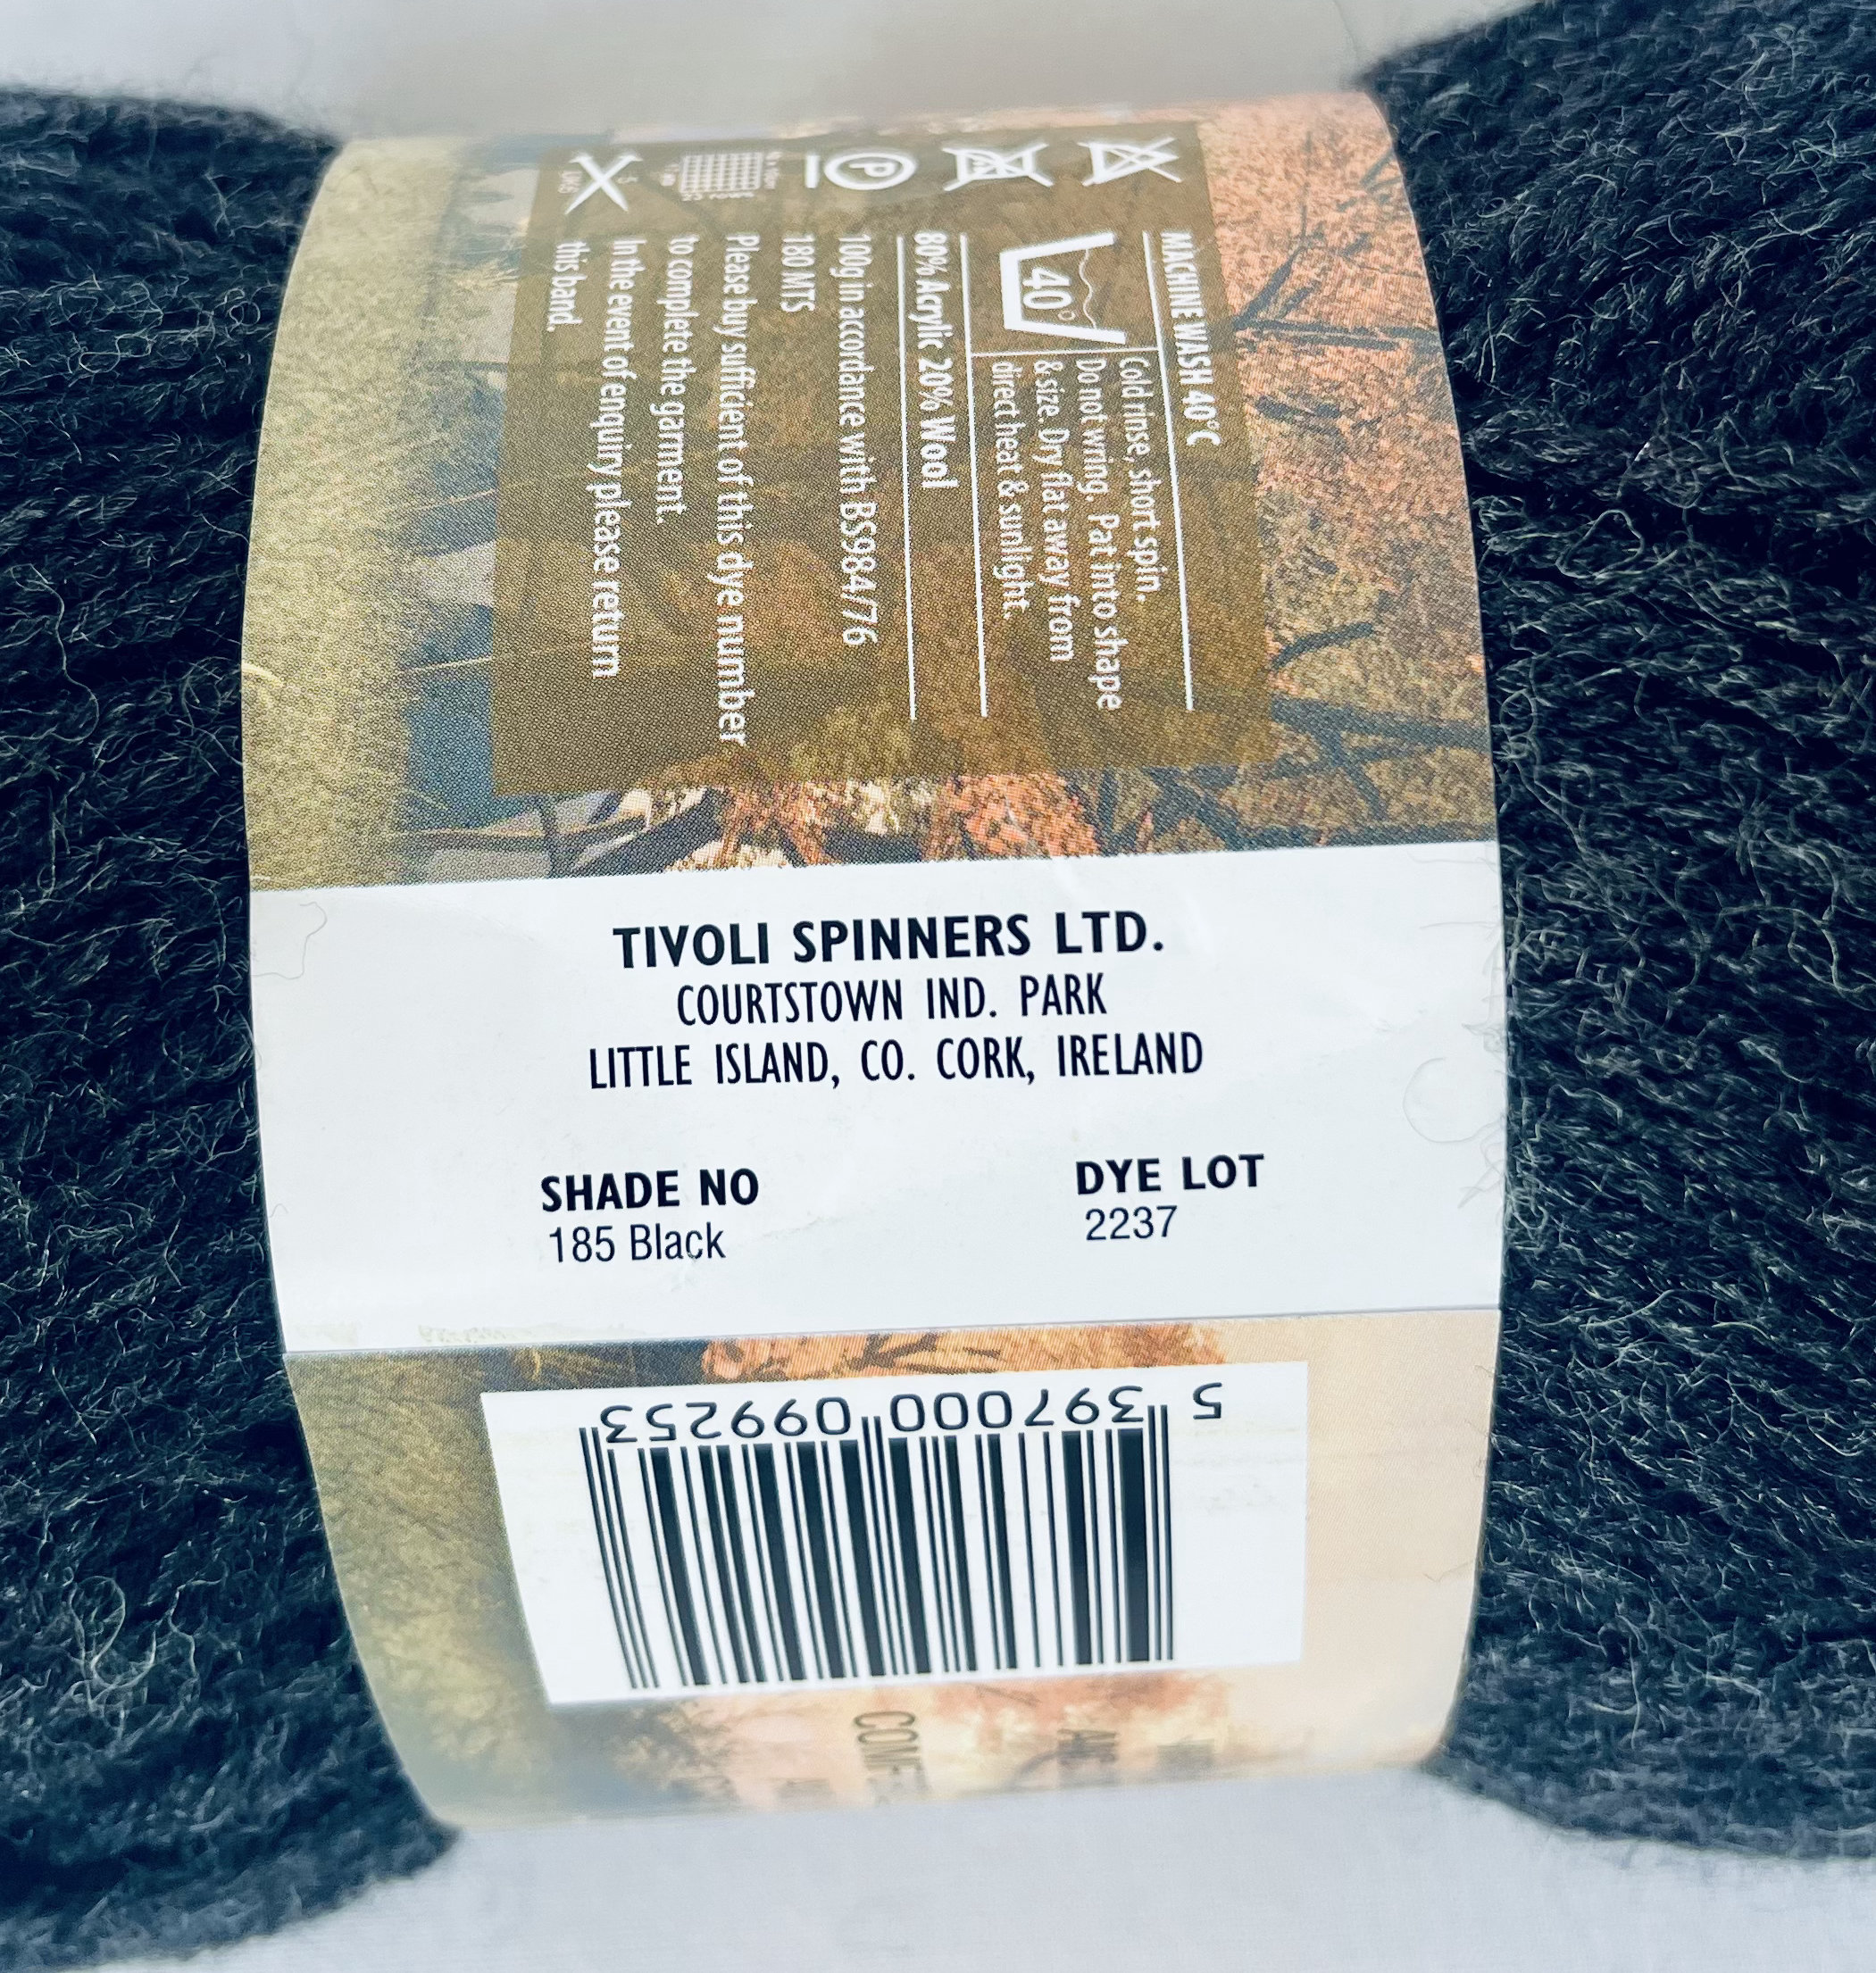 MACHINE WASH 40°C
40°
Cold rinse, short spin.
Do not wring. Pat into shape
& size. Dry flat away from
direct heat & sunlight.
80% Acrylic 20% Wool
100g in accordance with BS984/76
180 MTS
Please buy sufficient of this dye number
to complete the garment.
In the event of enquiry please return
this band.
P
TIVOLI SPINNERS LTD.
COURTSTOWN IND. PARK
LITTLE ISLAND, CO. CORK, IRELAND
SHADE NO
185 Black
DYE LOT
2237
5 397000 099253